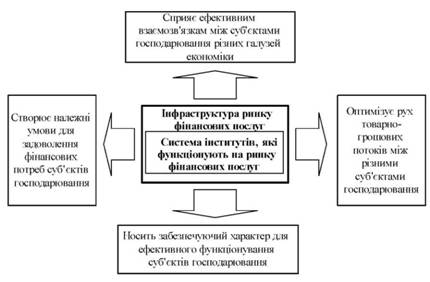 Сприяє ефективним
взаємозв'язкам між суб'єктами
господарювання різних галузей
економіки
Створює належні
умови для
задоволення
фінансових
потреб суб'єктів
господарювання
Інфраструктура ринку
фінансових послуг
Система інститутів, які
функціонують на ринку
фінансових послуг
Оптимізує рух
товарно-
грошових
потоків між
різними
суб'єктами
господарювання
Носить забезпечуючий характер для
ефективного функціонування
суб'єктів господарювання